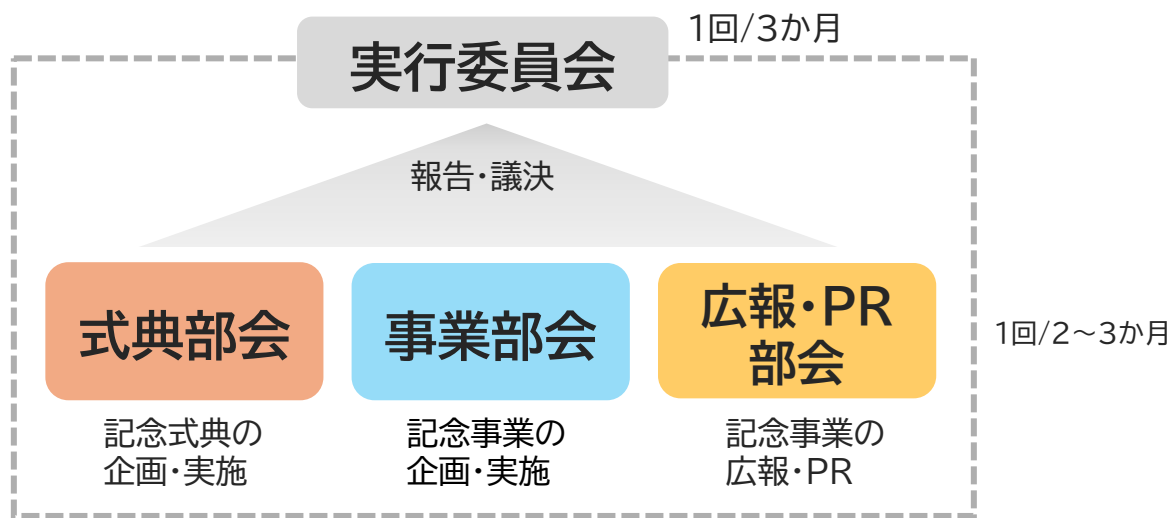 1回/3か月
実行委員会
報告・議決
式典部会
事業部会
広報・PR
部会
1回/2～3か月
記念式典の
企画・実施
記念事業の
企画・実施
記念事業の
広報・PR